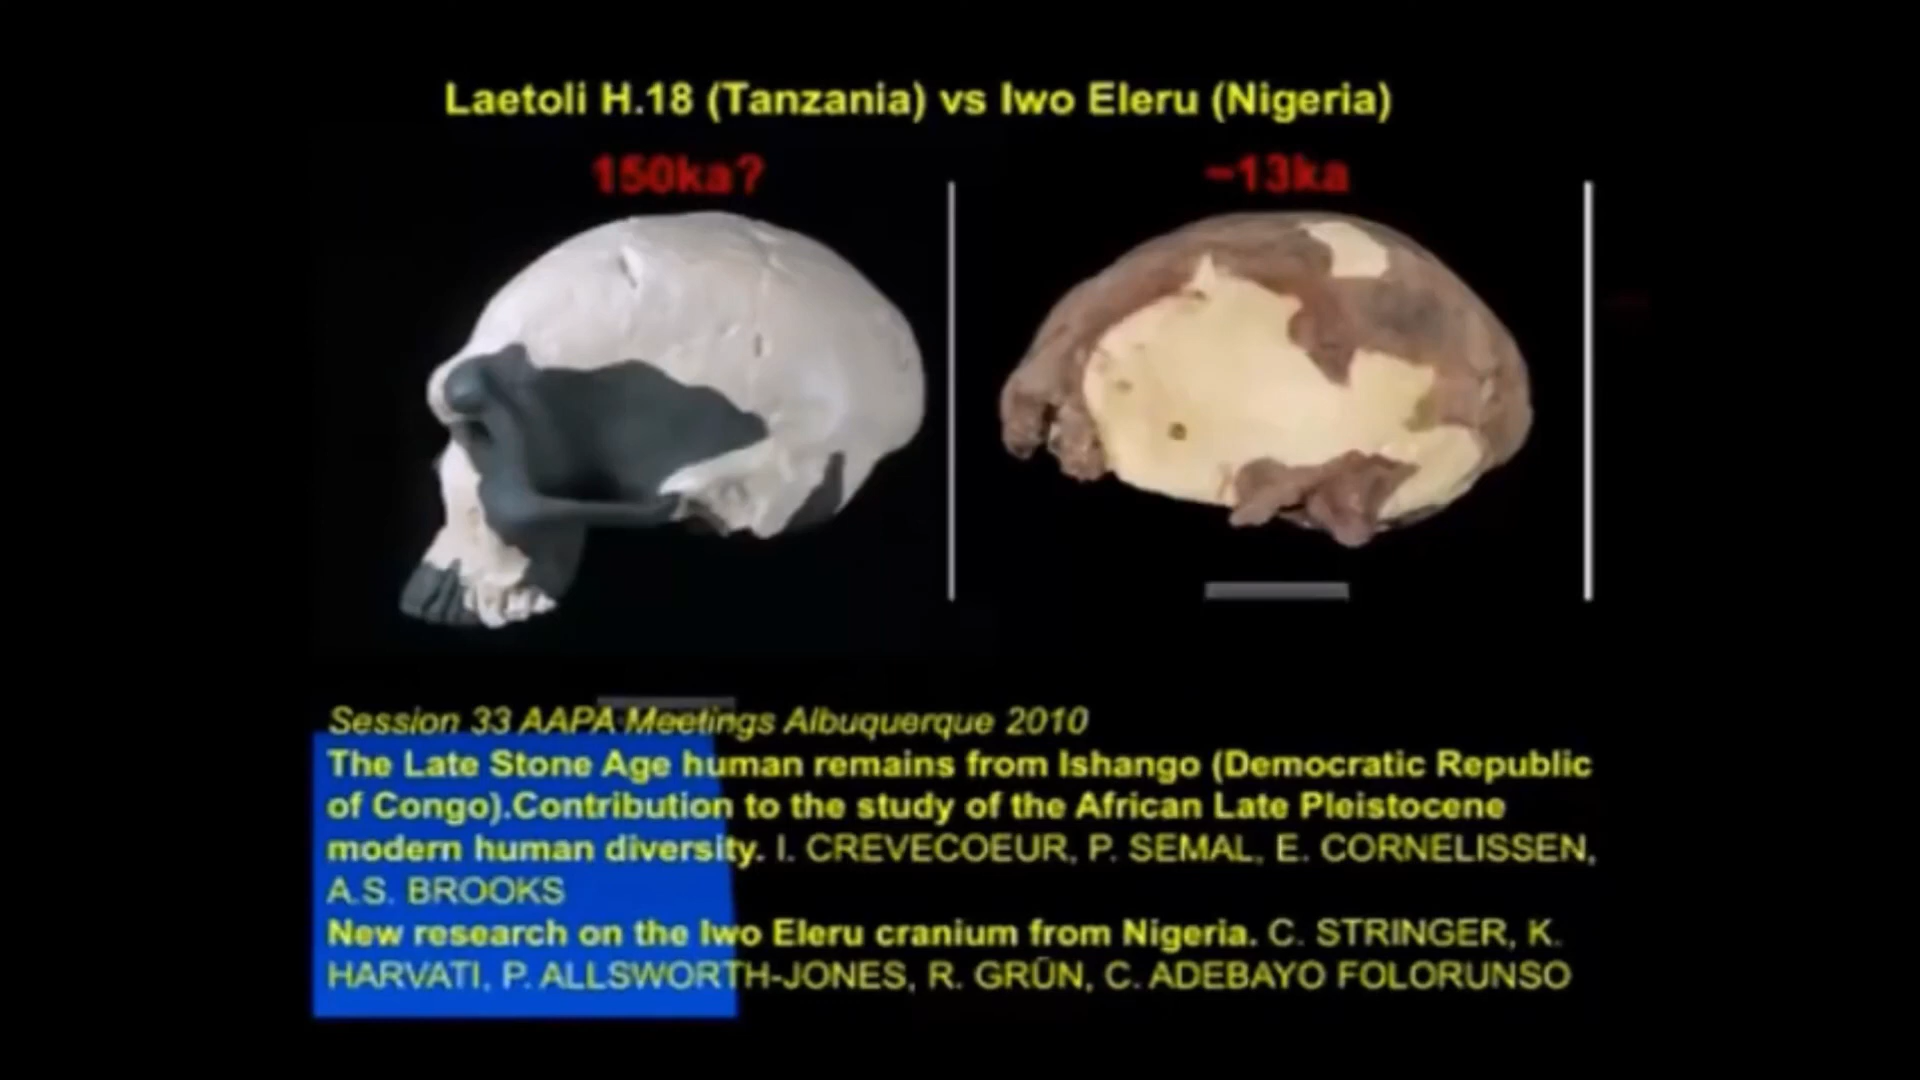 Laetoli H.18 (Tanzania) vs Iwo Eleru (Nigeria)
150ka?
~13ka
Session 33 AAPA Meetings Albuquerque 2010
The Late Stone Age human remains from Ishango (Democratic Republic
of Congo).Contribution to the study of the African Late Pleistocene
modern human diversity. I. CREVECOEUR, P. SEMAL, E. CORNELISSEN,
A.S. BROOKS
New research on the Iwo Eleru cranium from Nigeria. C. STRINGER, K.
HARVATI, P. ALLSWORTH-JONES, R. GRÜN, C. ADEBAYO FOLORUNSO